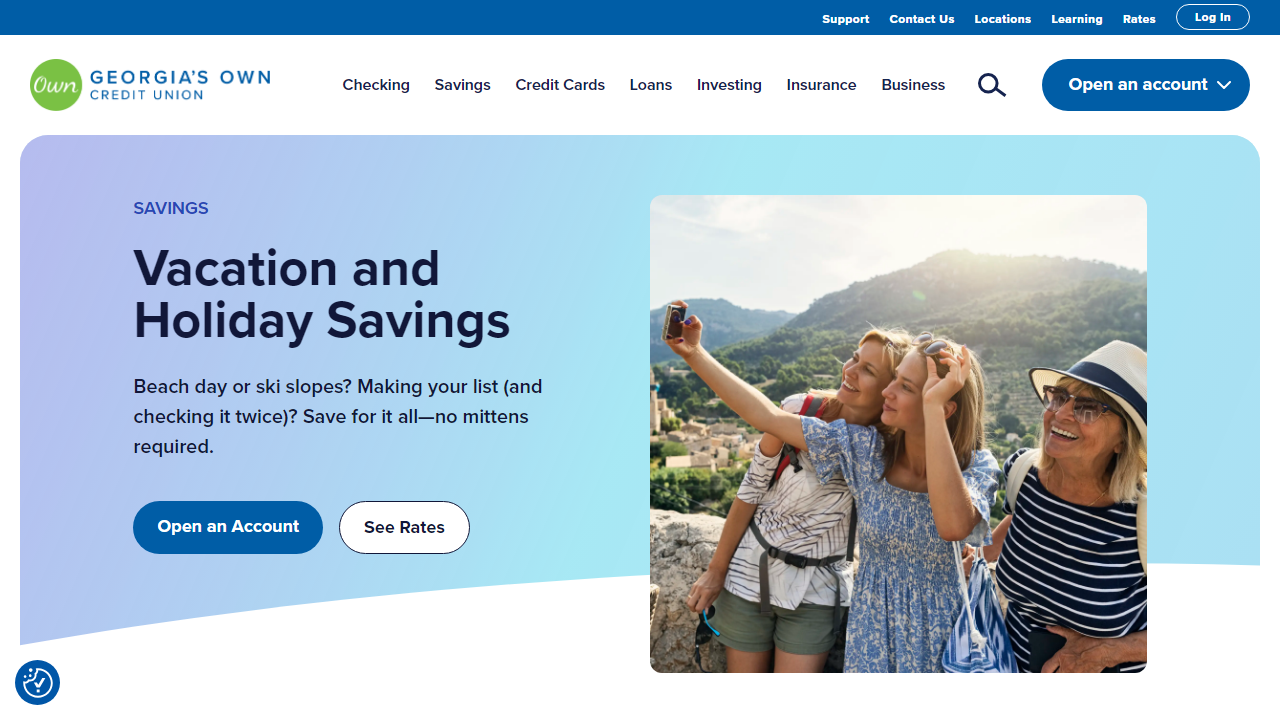 Support Contact Us Locations Learning Rates Log In
Own GEORGIA'S OWN
CREDIT UNION
Checking Savings Credit Cards Loans Investing Insurance Business Open an account
SAVINGS
Vacation and
Holiday Savings
Beach day or ski slopes? Making your list (and
checking it twice)? Save for it all—no mittens
required.
Open an Account See Rates